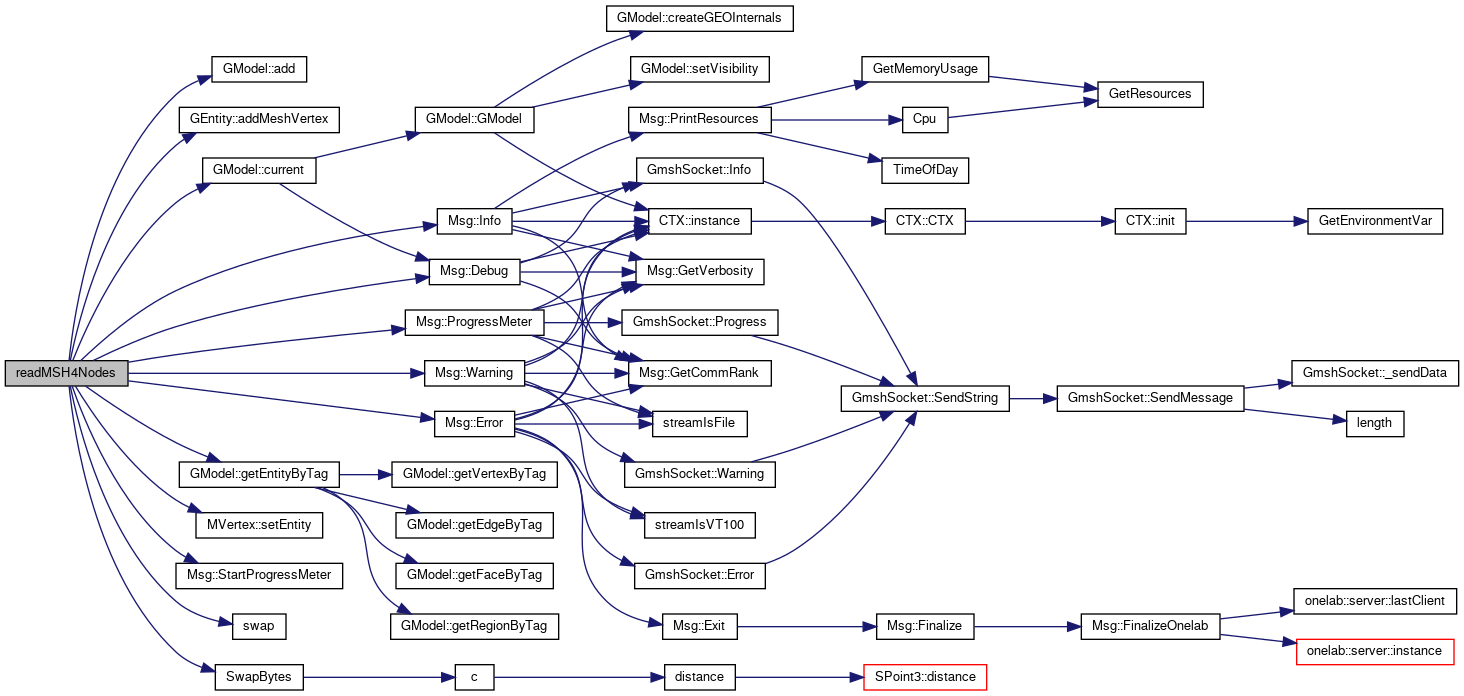 readMSH4Nodes
GModel::add
GEntity::addMeshVertex
GModel::current
Msg::Info
Msg::Debug
Msg::ProgressMeter
Msg::Warning
Msg::Error
GModel::getEntityByTag
MVertex::setEntity
Msg::StartProgressMeter
swap
SwapBytes
GModel::GModel
GModel::createGEOInternals
GModel::setVisibility
Msg::PrintResources
GmshSocket::Info
CTX::instance
Msg::GetVerbosity
GmshSocket::Progress
Msg::GetCommRank
streamIsFile
GmshSocket::Warning
streamIsVT100
GmshSocket::Error
Msg::Exit
GModel::getVertexByTag
GModel::getEdgeByTag
GModel::getFaceByTag
GModel::getRegionByTag
c
distance
SPoint3::distance
GetMemoryUsage
Cpu
TimeOfDay
GetResources
CTX::CTX
CTX::init
GetEnvironmentVar
GmshSocket::SendString
GmshSocket::SendMessage
GmshSocket::_sendData
length
Msg::Finalize
Msg::FinalizeOnelab
onelab::server::lastClient
onelab::server::instance